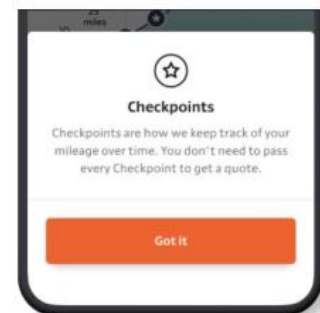 miles
Checkpoints
Checkpoints are how we keep track of your
mileage over time. You don't need to pass
every Checkpoint to get a quote.
Got it